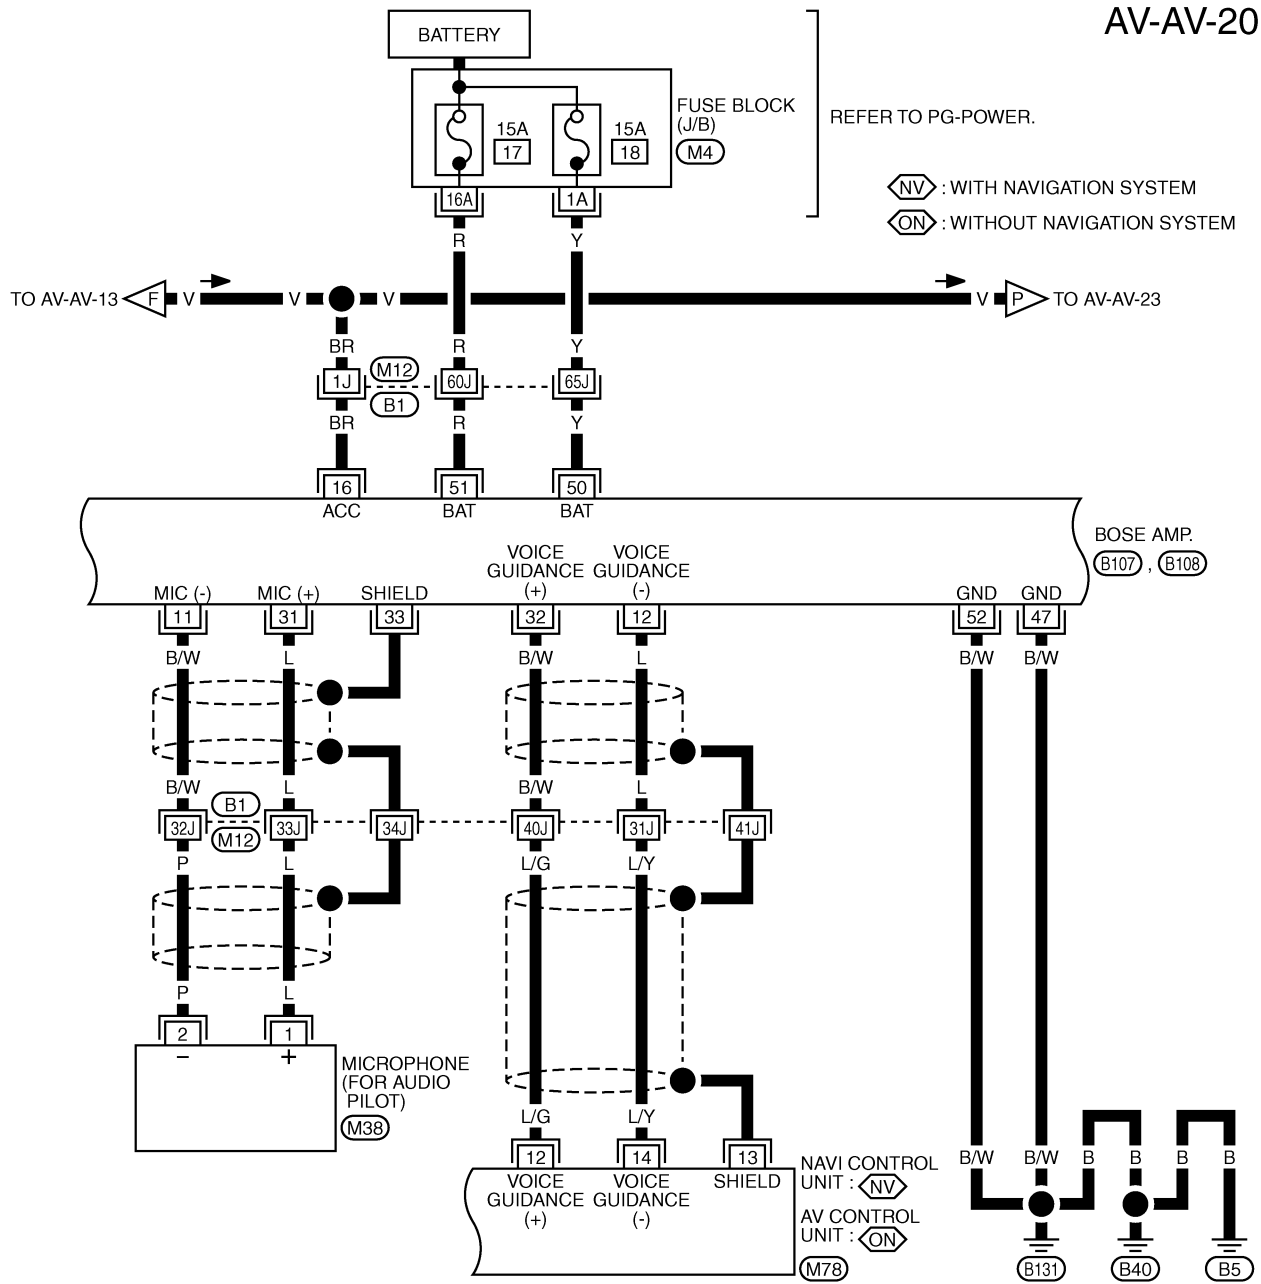 AV-AV-20
BATTERY
FUSE BLOCK
(J/B)
M4
REFER TO PG-POWER.
15A
17
15A
18
NV : WITH NAVIGATION SYSTEM
ON : WITHOUT NAVIGATION SYSTEM
16A
1A
R
Y
TO AV-AV-13
F
V
V
V
V
P
TO AV-AV-23
BR
R
Y
1J
M12
60J
65J
B1
BR
R
Y
16
51
50
ACC
BAT
BAT
BOSE AMP.
B107 , B108
VOICE
GUIDANCE
(+)
VOICE
GUIDANCE
(-)
MIC (-)
MIC (+)
SHIELD
GND
GND
11
31
33
32
12
52
47
B/W
L
B/W
L
B/W
B/W
B/W
L
B/W
L
B1
32J
33J
34J
40J
31J
41J
M12
P
L
L/G
L/Y
P
L
2
1
–
+
MICROPHONE
(FOR AUDIO
PILOT)
M38
L/G
L/Y
12
14
13
VOICE
GUIDANCE
(+)
VOICE
GUIDANCE
(-)
SHIELD
NAVI CONTROL
UNIT : NV
AV CONTROL
UNIT : ON
M78
B/W
B/W
B
B
B
B
B131
B40
B5